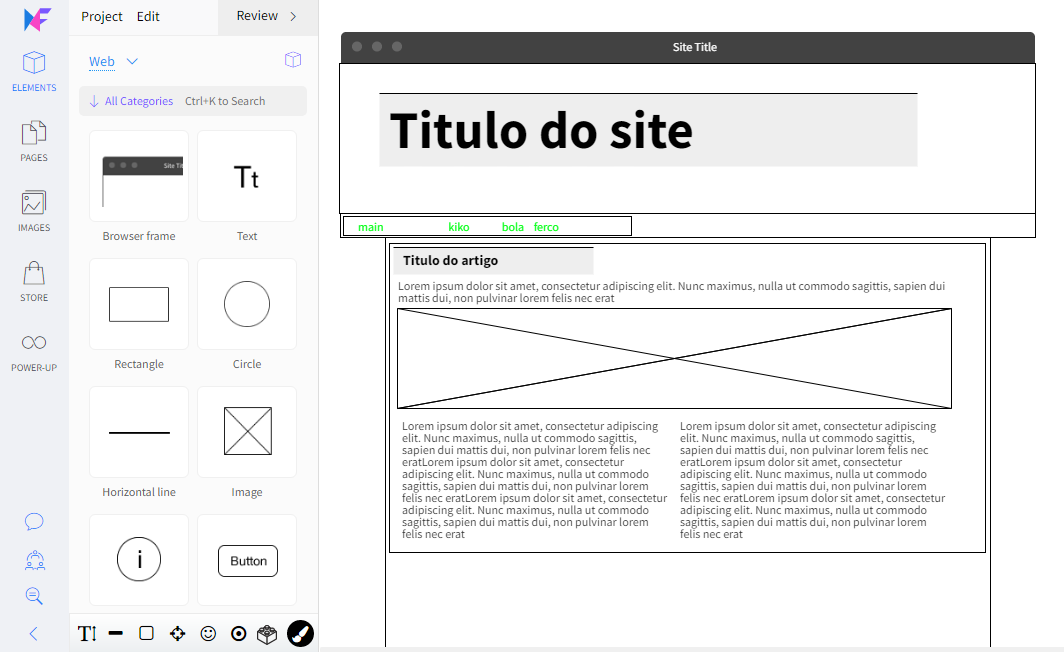 Project Edit Review
ELEMENTS
PAGES
IMAGES
STORE
POWER-UP
Web
All Categories Ctrl+K to Search
Site Tit
Tt
Browser frame Text
Rectangle Circle
Horizontal line Image
i Button
T
Site Title
Titulo do site
main kiko bola ferco
Titulo do artigo
Lorem ipsum dolor sit amet, consectetur adipiscing elit. Nunc maximus, nulla ut commodo sagittis, sapien dui
mattis dui, non pulvinar lorem felis nec erat
Lorem ipsum dolor sit amet, consectetur adipiscing
elit. Nunc maximus, nulla ut commodo sagittis,
sapien dui mattis dui, non pulvinar lorem felis nec
eratLorem ipsum dolor sit amet, consectetur
adipiscing elit. Nunc maximus, nulla ut commodo
sagittis, sapien dui mattis dui, non pulvinar lorem
felis nec eratLorem ipsum dolor sit amet, consectetur
adipiscing elit. Nunc maximus, nulla ut commodo
sagittis, sapien dui mattis dui, non pulvinar lorem
felis nec erat
Lorem ipsum dolor sit amet, consectetur adipiscing
elit. Nunc maximus, nulla ut commodo sagittis,
sapien dui mattis dui, non pulvinar lorem felis nec
eratLorem ipsum dolor sit amet, consectetur
adipiscing elit. Nunc maximus, nulla ut commodo
sagittis, sapien dui mattis dui, non pulvinar lorem
felis nec eratLorem ipsum dolor sit amet, consectetur
adipiscing elit. Nunc maximus, nulla ut commodo
sagittis, sapien dui mattis dui, non pulvinar lorem
felis nec erat